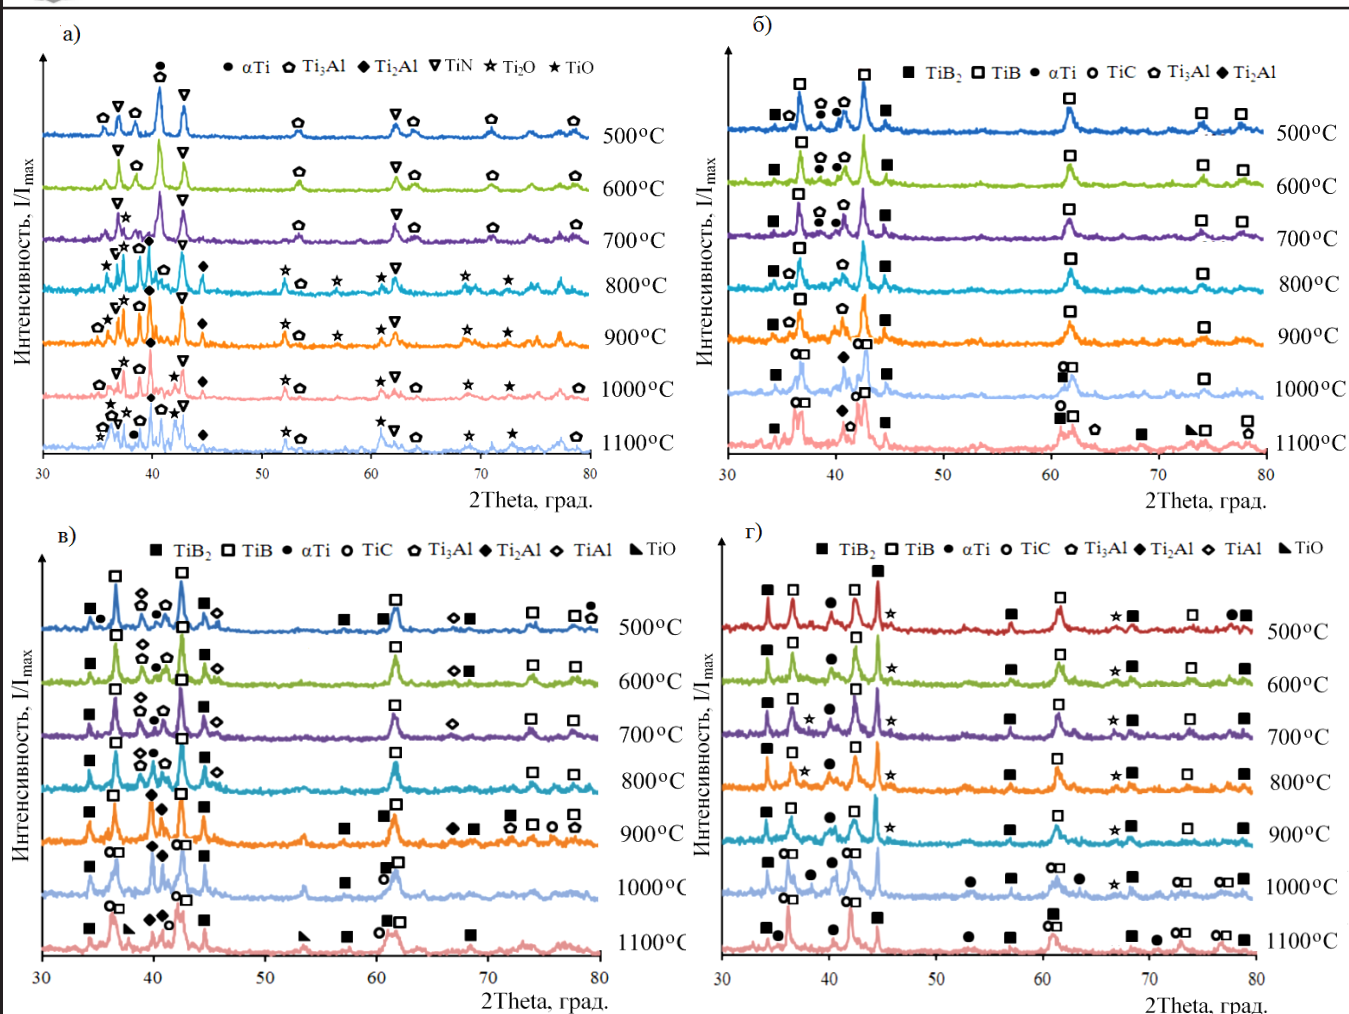 а)
αTi Ti₃Al Ti₂Al TiN Ti₂O TiO
Интенсивность, I/Imax
500°C
600°C
700°C
800°C
900°C
1000°C
1100°C
30 40 50 60 70 80
2Theta, град.
б)
TiB₂ TiB αTi TiC Ti₃Al Ti₂Al
Интенсивность, I/Imax
500°C
600°C
700°C
800°C
900°C
1000°C
1100°C
30 40 50 60 70 80
2Theta, град.
в)
TiB₂ TiB αTi TiC Ti₃Al Ti₂Al TiAl TiO
Интенсивность, I/Imax
500°C
600°C
700°C
800°C
900°C
1000°C
1100°C
30 40 50 60 70 80
2Theta, град.
г)
TiB₂ TiB αTi TiC Ti₃Al Ti₂Al TiAl TiO
Интенсивность, I/Imax
500°C
600°C
700°C
800°C
900°C
1000°C
1100°C
30 40 50 60 70 80
2Theta, град.